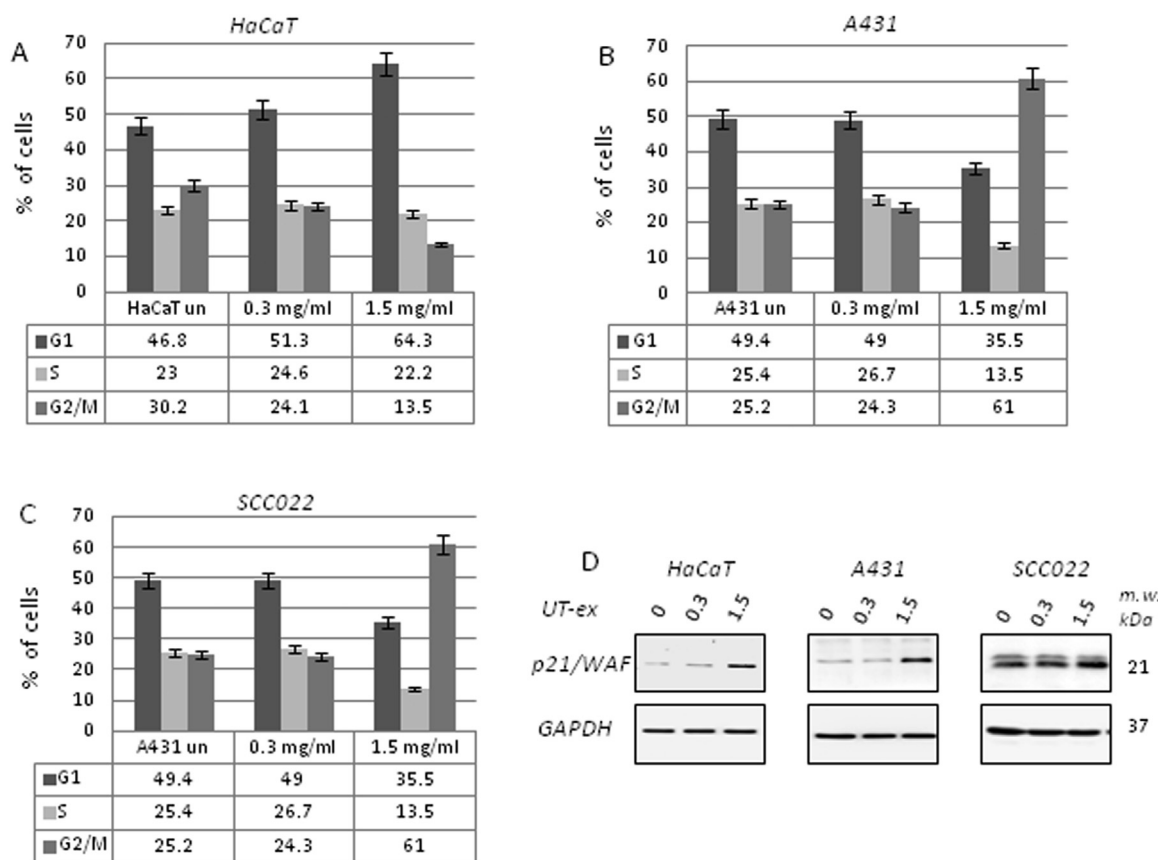 A
HaCaT
% of cells
70
60
50
40
30
20
10
0
HaCaT un 0.3 mg/ml 1.5 mg/ml
G1 46.8 51.3 64.3
S 23 24.6 22.2
G2/M 30.2 24.1 13.5
B
A431
% of cells
70
60
50
40
30
20
10
0
A431 un 0.3 mg/ml 1.5 mg/ml
G1 49.4 49 35.5
S 25.4 26.7 13.5
G2/M 25.2 24.3 61
C
SCC022
% of cells
70
60
50
40
30
20
10
0
A431 un 0.3 mg/ml 1.5 mg/ml
G1 49.4 49 35.5
S 25.4 26.7 13.5
G2/M 25.2 24.3 61
D
HaCaT A431 SCC022
UT-ex 0 0.3 1.5 0 0.3 1.5 0 0.3 1.5 m.w. kDa
p21/WAF 21
GAPDH 37